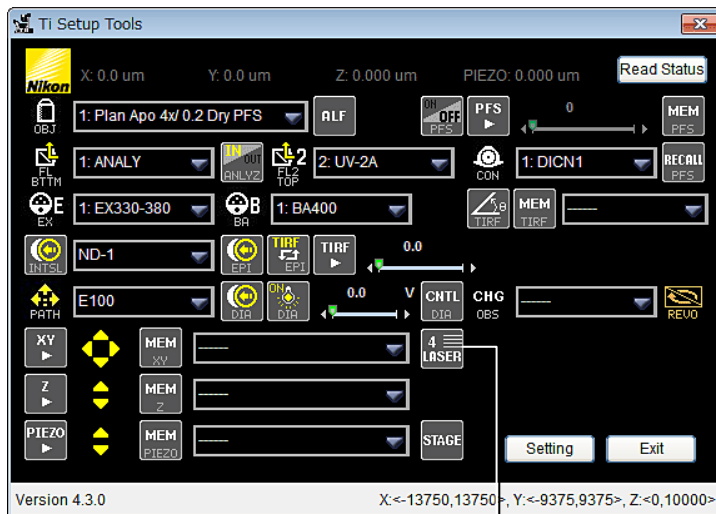 Ti Setup Tools
Nikon X: 0.0 um Y: 0.0 um Z: 0.000 um PIEZO: 0.000 um Read Status
OBJ 1: Plan Apo 4x/ 0.2 Dry PFS ALF ON OFF PFS PFS 0 MEM PFS
FL BTTM 1: ANALY IN OUT ANLYZ 2 FL2 TOP 2: UV-2A CON 1: DICN1 RECALL PFS
E EX 1: EX330-380 B BA 1: BA400 θ TIRF MEM TIRF -----
INTSL ND-1 EPI TIRF EPI TIRF 0.0
PATH E100 DIA ON DIA 0.0 V CNTL DIA CHG OBS ----- REVO
XY MEM XY ----- 4 LASER
Z MEM Z -----
PIEZO MEM PIEZO ----- STAGE Setting Exit
Version 4.3.0 X:<-13750,13750>, Y:<-9375,9375>, Z:<0,10000>